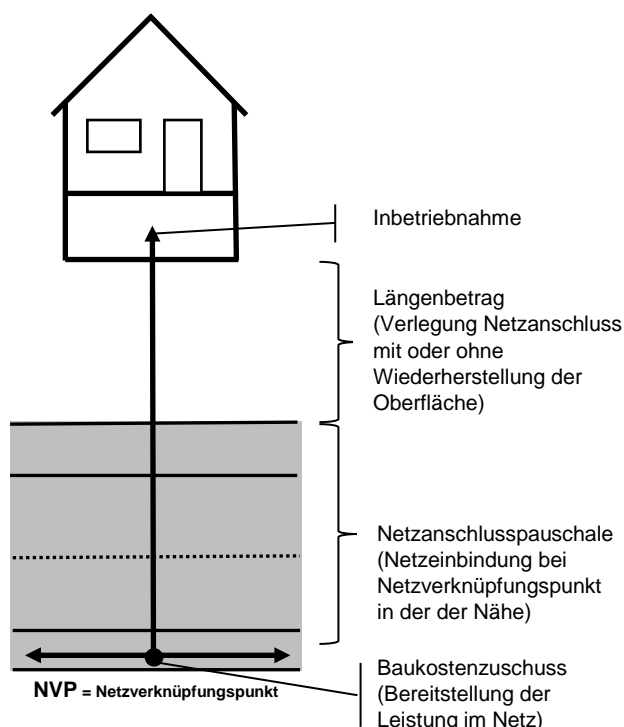 Inbetriebnahme
Längenbetrag
(Verlegung Netzanschluss
mit oder ohne
Wiederherstellung der
Oberfläche)
Netzanschlusspauschale
(Netzeinbindung bei
Netzverknüpfungspunkt
in der der Nähe)
NVP = Netzverknüpfungspunkt
Baukostenzuschuss
(Bereitstellung der
Leistung im Netz)